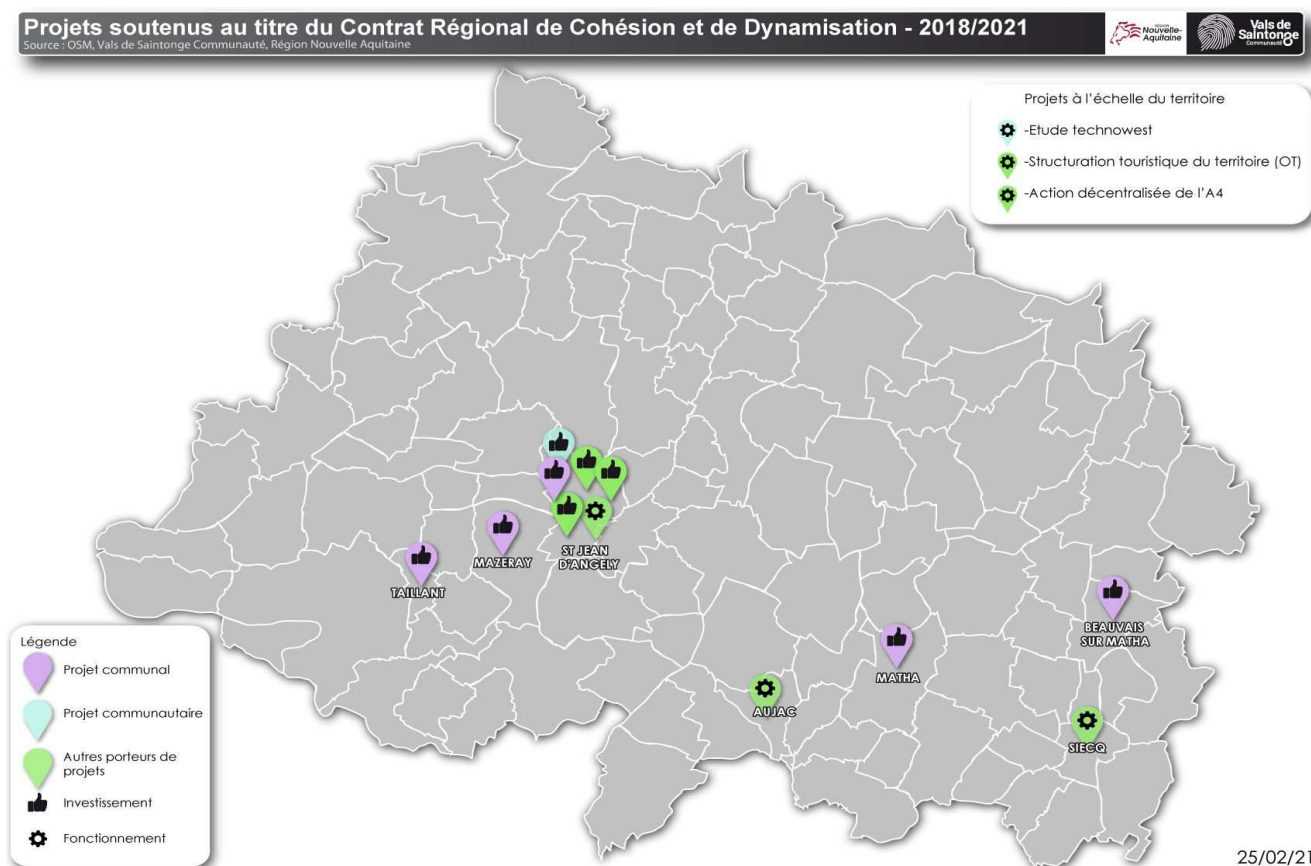 Projets soutenus au titre du Contrat Régional de Cohésion et de Dynamisation - 2018/2021
Source : OSM, Vals de Saintonge Communauté, Région Nouvelle Aquitaine
RÉGION
Nouvelle-
Aquitaine
Vals de
Saintonge
Communauté
Projets à l'échelle du territoire
-Etude technowest
-Structuration touristique du territoire (OT)
-Action décentralisée de l'A4
ST JEAN
D'ANGELY
MAZERAY
TAILLANT
BEAUVAIS
SUR MATHA
MATHA
AUJAC
SIECQ
Légende
Projet communal
Projet communautaire
Autres porteurs de
projets
Investissement
Fonctionnement
25/02/21